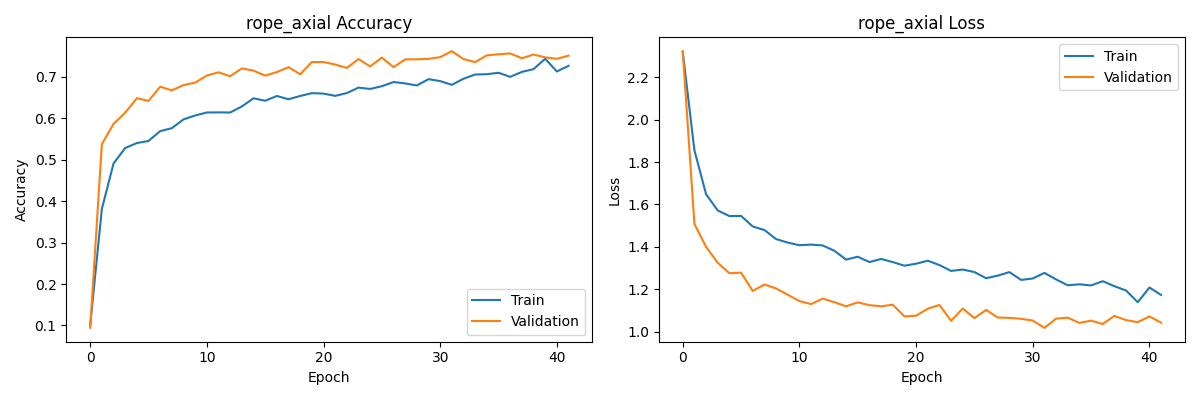 rope_axial Accuracy
Accuracy
0.7
0.6
0.5
0.4
0.3
0.2
0.1
0
10
20
30
40
Epoch
Train
Validation
rope_axial Loss
Loss
2.2
2.0
1.8
1.6
1.4
1.2
1.0
0
10
20
30
40
Epoch
Train
Validation